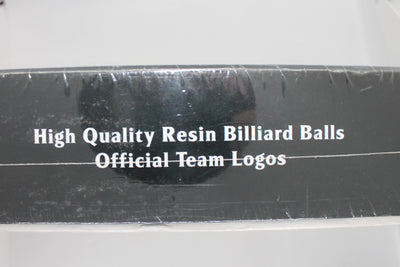 High Quality Resin Billiard Balls
Official Team Logos